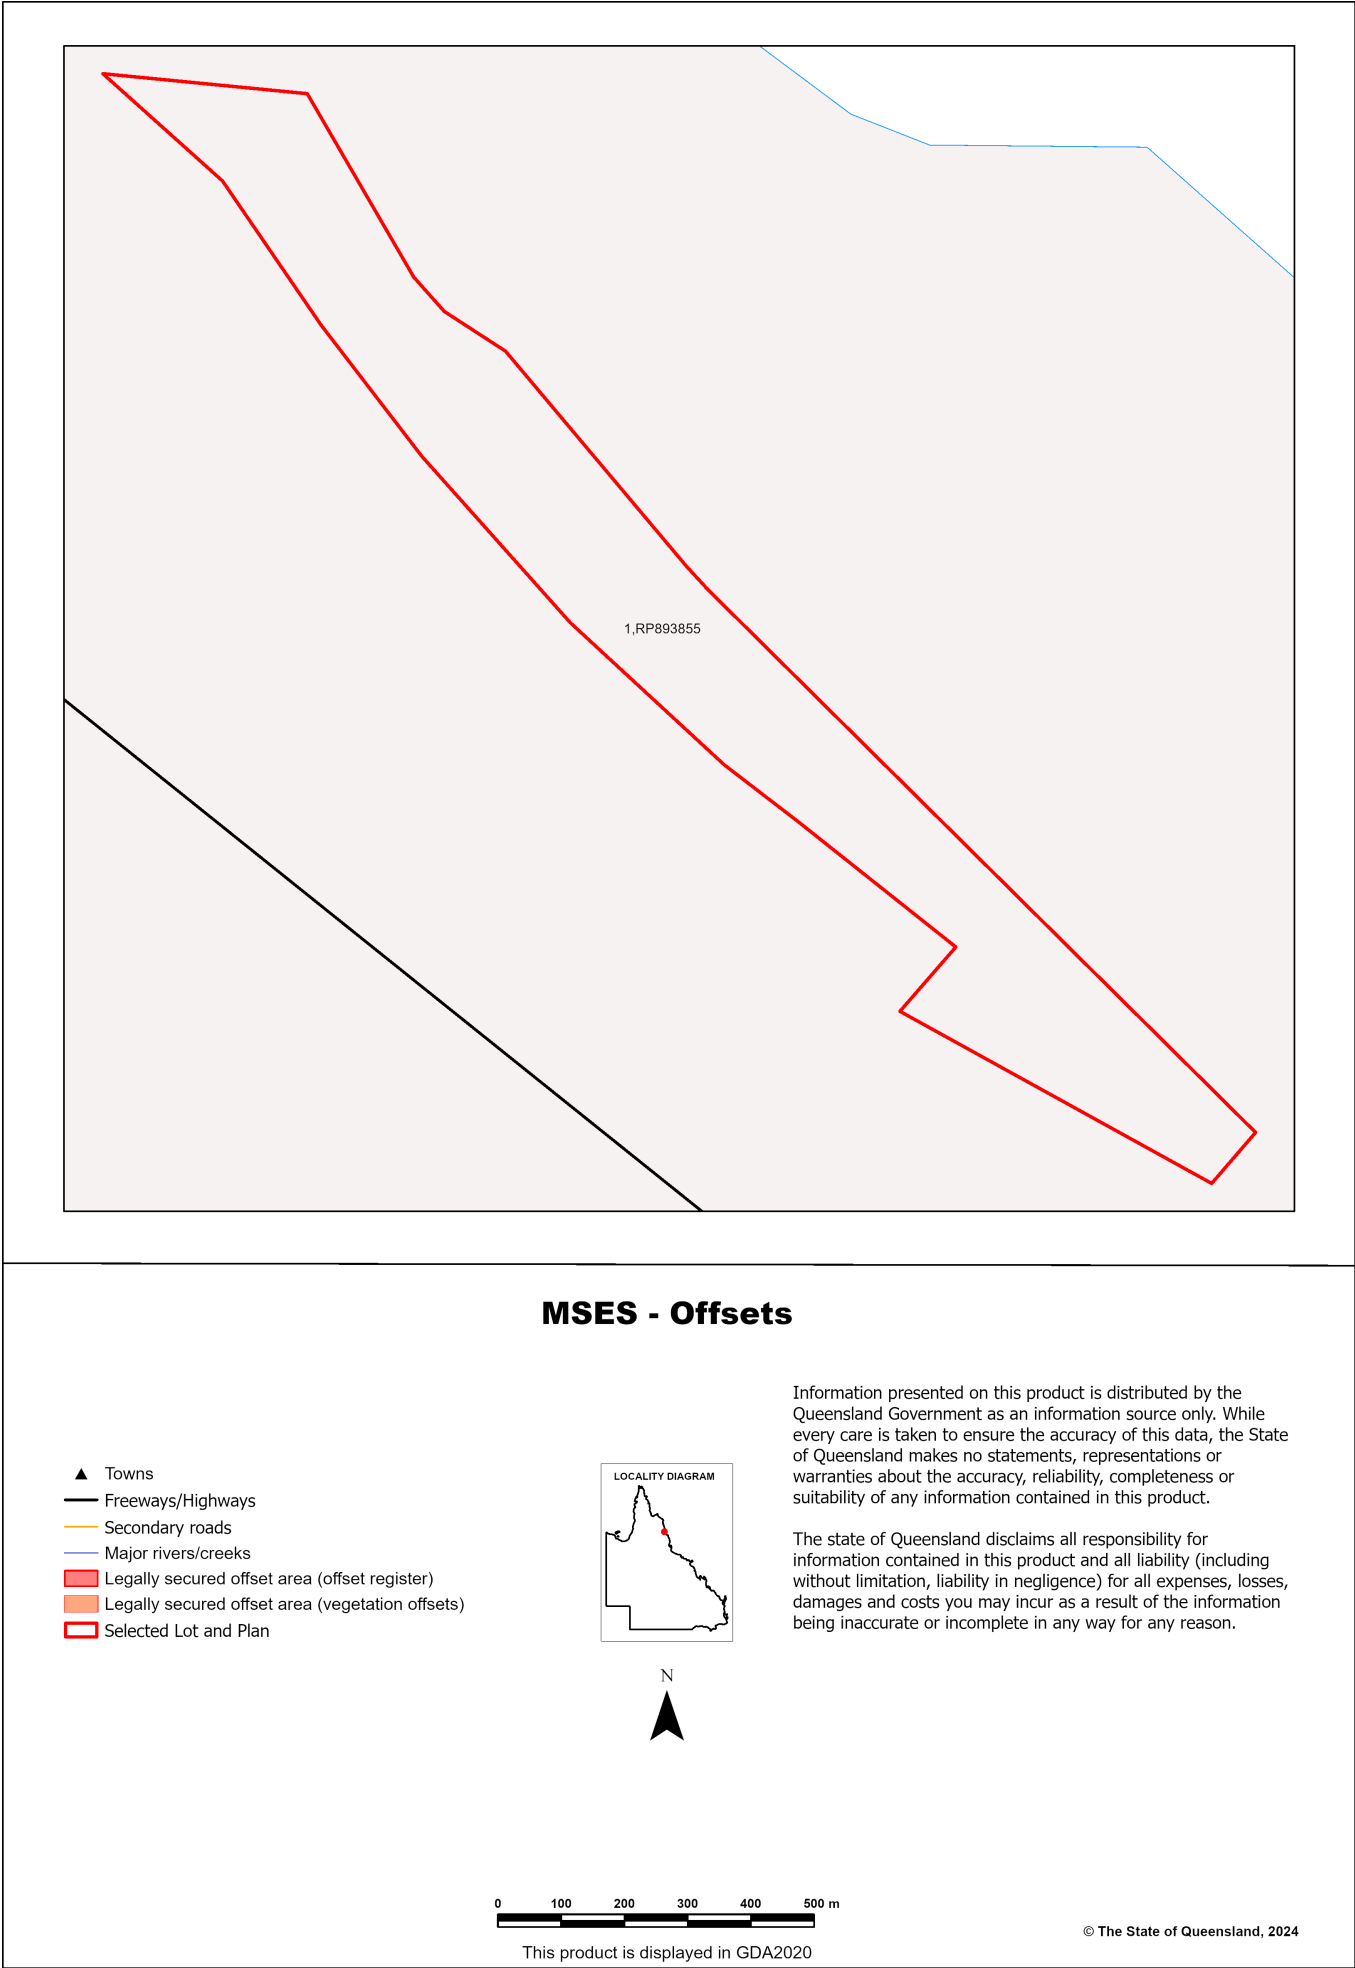 1,RP893855
MSES - Offsets
Towns
Freeways/Highways
Secondary roads
Major rivers/creeks
Legally secured offset area (offset register)
Legally secured offset area (vegetation offsets)
Selected Lot and Plan
LOCALITY DIAGRAM
N
Information presented on this product is distributed by the
Queensland Government as an information source only. While
every care is taken to ensure the accuracy of this data, the State
of Queensland makes no statements, representations or
warranties about the accuracy, reliability, completeness or
suitability of any information contained in this product.
The state of Queensland disclaims all responsibility for
information contained in this product and all liability (including
without limitation, liability in negligence) for all expenses, losses,
damages and costs you may incur as a result of the information
being inaccurate or incomplete in any way for any reason.
0 100 200 300 400 500 m
This product is displayed in GDA2020
© The State of Queensland, 2024